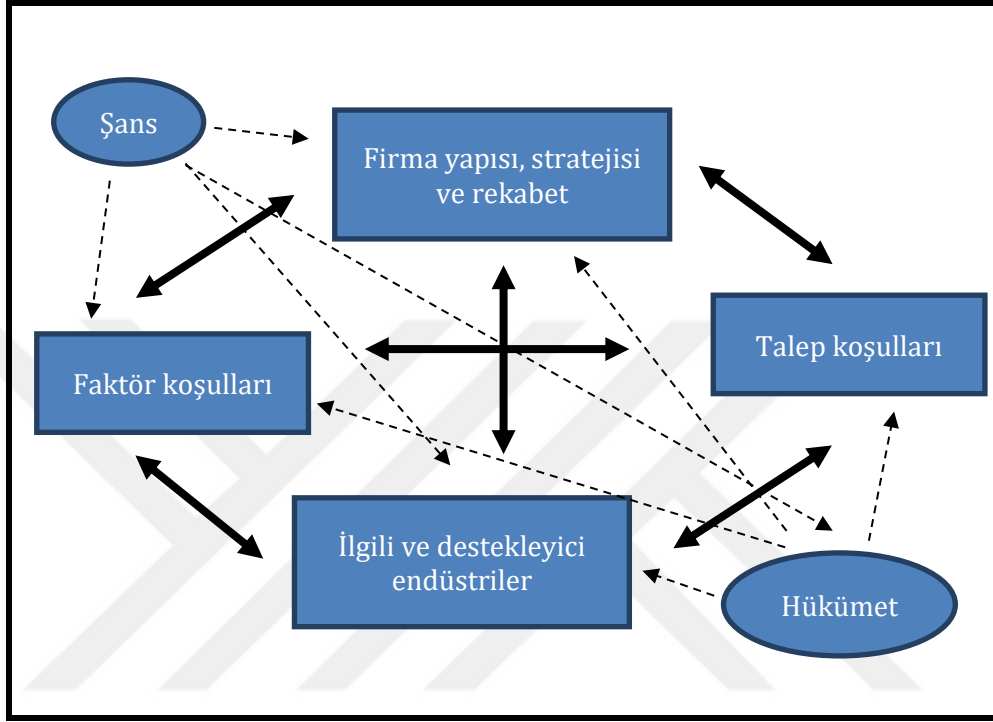 Şans
Firma yapısı, stratejisi
ve rekabet
Talep koşulları
Faktör koşulları
İlgili ve destekleyici
endüstriler
Hükümet